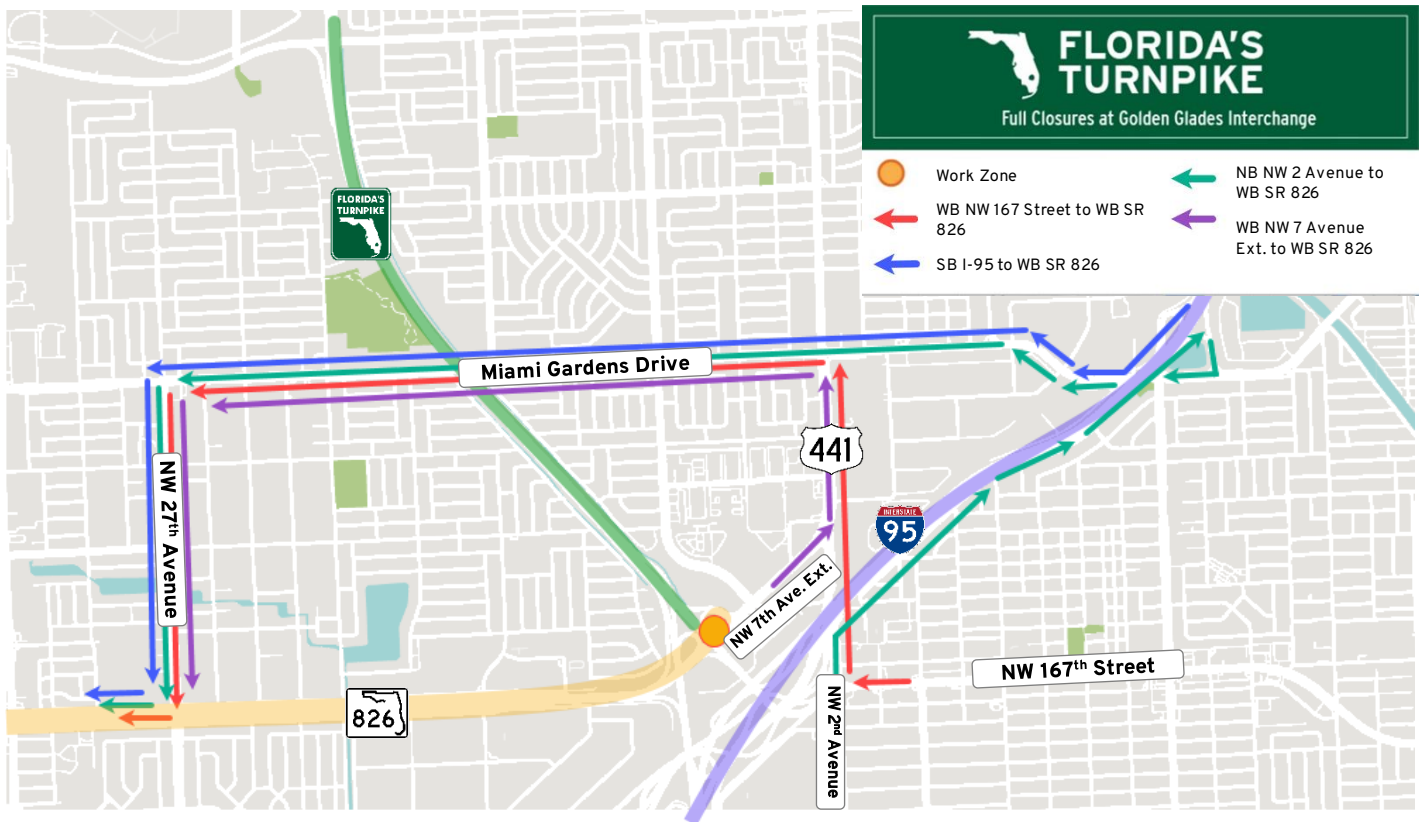 FLORIDA'S
TURNPIKE
Full Closures at Golden Glades Interchange
Work Zone
WB NW 167 Street to WB SR
826
SB I-95 to WB SR 826
NB NW 2 Avenue to
WB SR 826
WB NW 7 Avenue
Ext. to WB SR 826
FLORIDA'S
TURNPIKE
Miami Gardens Drive
441
NW 27th Avenue
INTERSTATE
95
NW 7th Ave. Ext.
NW 167th Street
NW 2nd Avenue
826